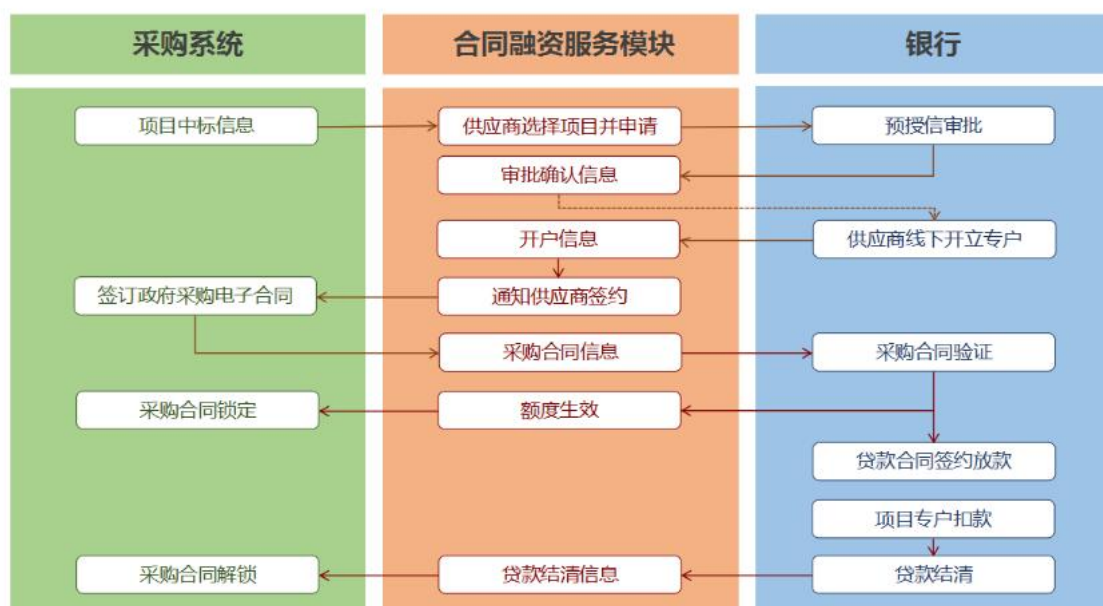 采购系统
合同融资服务模块
银行
项目中标信息
供应商选择项目并申请
预授信审批
审批确认信息
开户信息
供应商线下开立专户
签订政府采购电子合同
通知供应商签约
采购合同信息
采购合同验证
采购合同锁定
额度生效
贷款合同签约放款
项目专户扣款
采购合同解锁
贷款结清信息
贷款结清